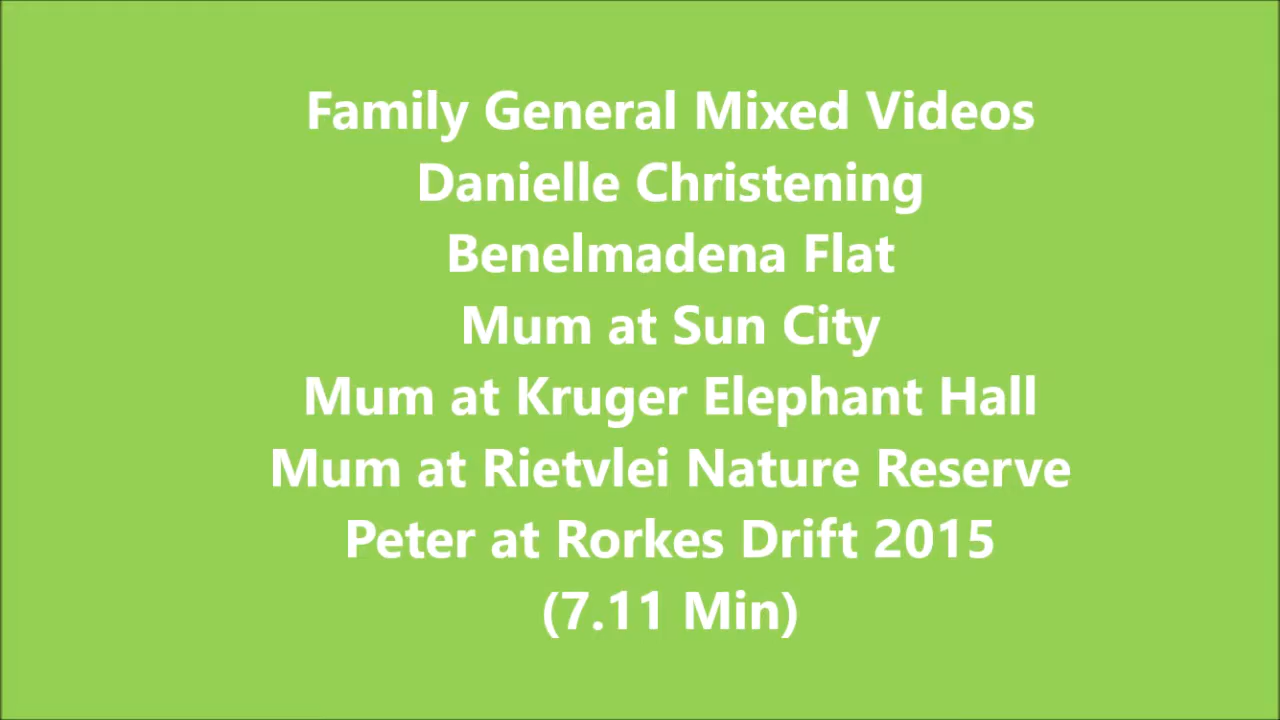 Family General Mixed Videos
Danielle Christening
Benelmadena Flat
Mum at Sun City
Mum at Kruger Elephant Hall
Mum at Rietvlei Nature Reserve
Peter at Rorkes Drift 2015
(7.11 Min)